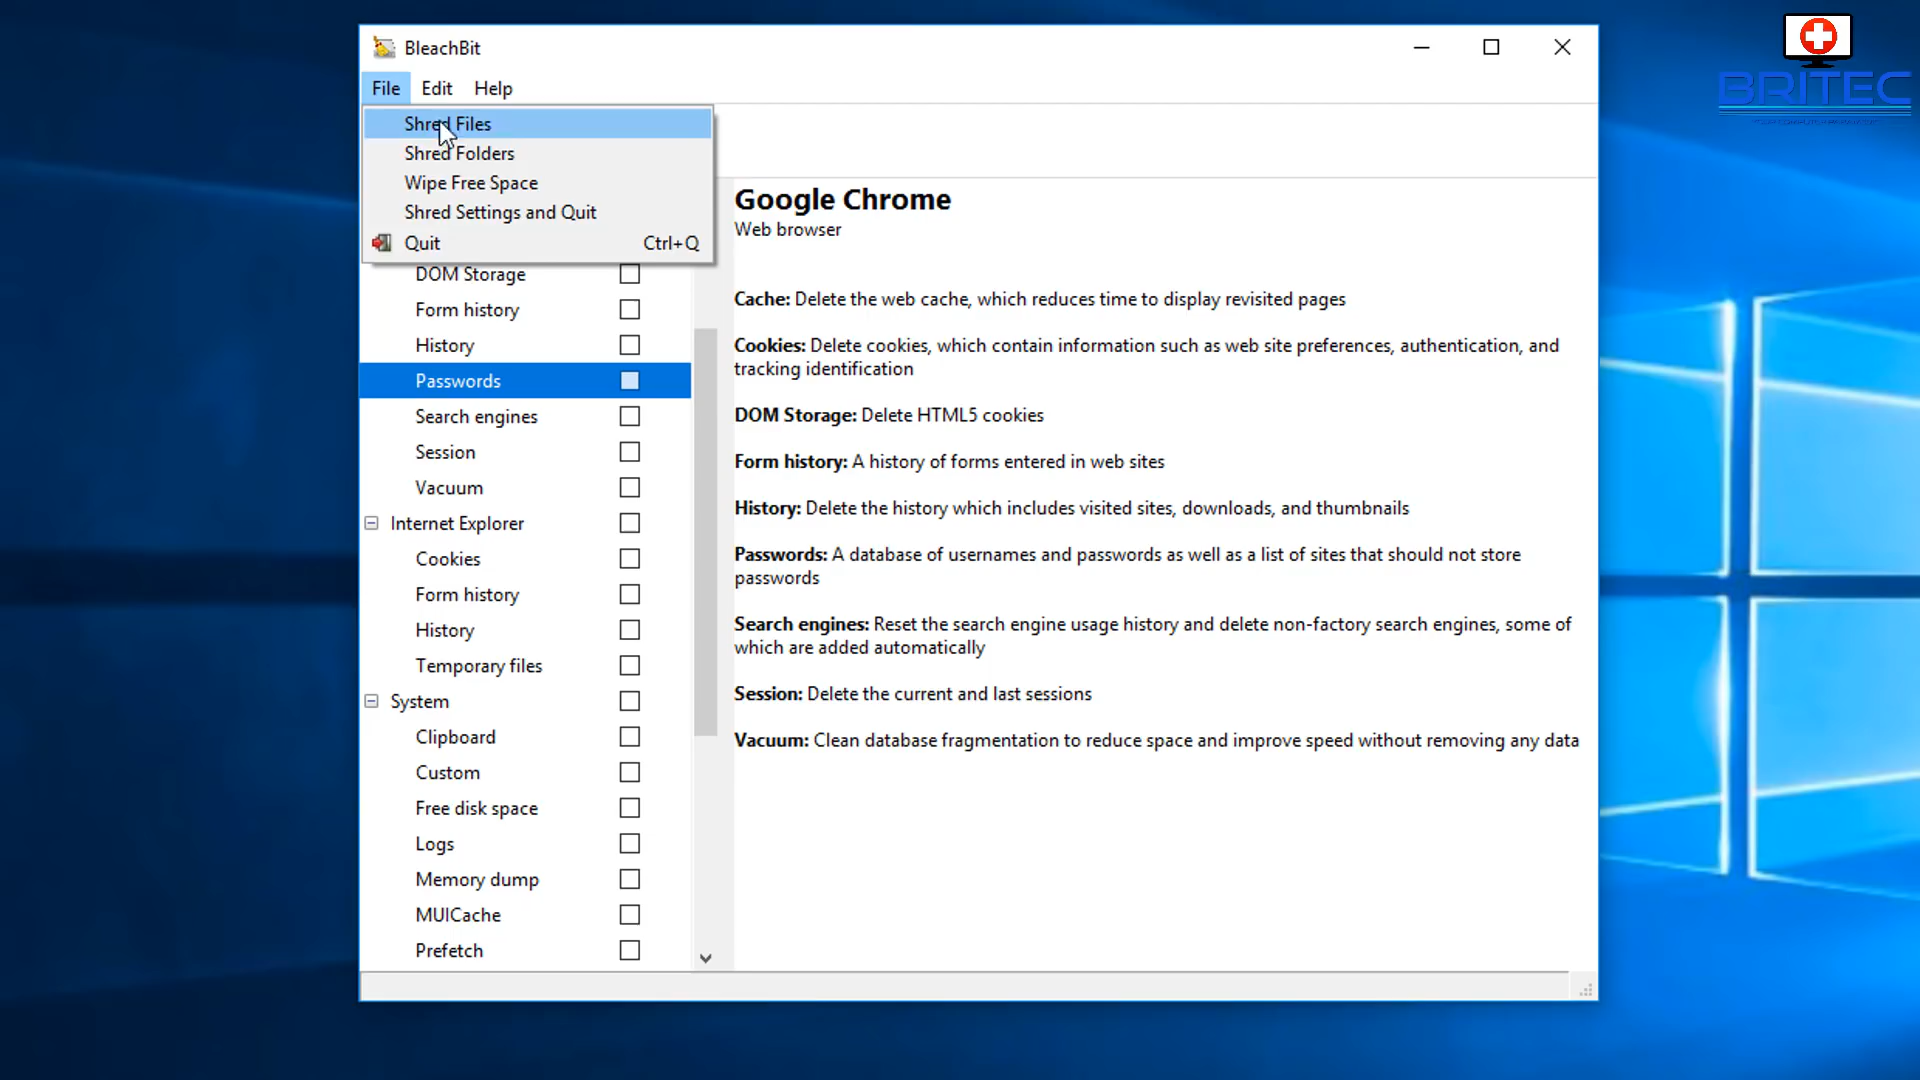 BleachBit
File Edit Help
Shred Files
Shred Folders
Wipe Free Space
Shred Settings and Quit
Quit Ctrl+Q
DOM Storage
Form history
History
Passwords
Search engines
Session
Vacuum
Internet Explorer
Cookies
Form history
History
Temporary files
System
Clipboard
Custom
Free disk space
Logs
Memory dump
MUICache
Prefetch
Google Chrome
Web browser
Cache: Delete the web cache, which reduces time to display revisited pages
Cookies: Delete cookies, which contain information such as web site preferences, authentication, and
tracking identification
DOM Storage: Delete HTML5 cookies
Form history: A history of forms entered in web sites
History: Delete the history which includes visited sites, downloads, and thumbnails
Passwords: A database of usernames and passwords as well as a list of sites that should not store
passwords
Search engines: Reset the search engine usage history and delete non-factory search engines, some of
which are added automatically
Session: Delete the current and last sessions
Vacuum: Clean database fragmentation to reduce space and improve speed without removing any data
BRITEC